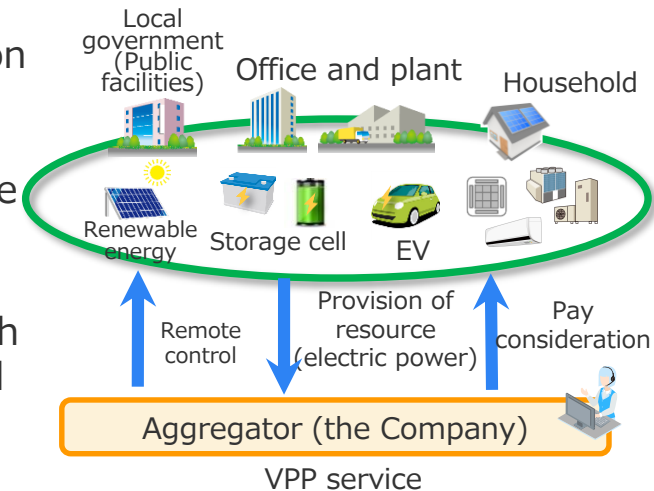 Local
government
(Public
facilities)
Office and plant
Household
on
e
Renewable
energy
Storage cell
EV
h
Remote
control
Provision of
resource
(electric power)
Pay
consideration
Aggregator (the Company)
VPP service